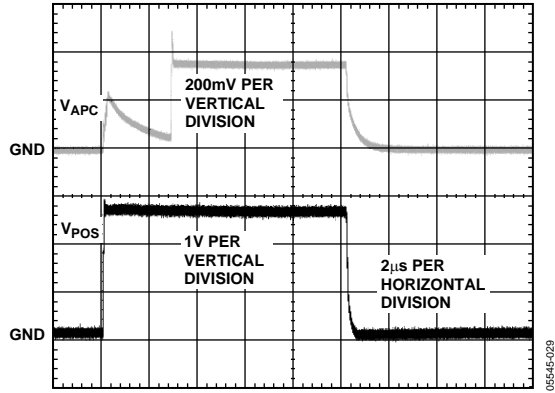 200mV PER
VERTICAL
DIVISION
VAPC
GND
VPOS
1V PER
VERTICAL
DIVISION
2μs PER
HORIZONTAL
DIVISION
GND
05545-029